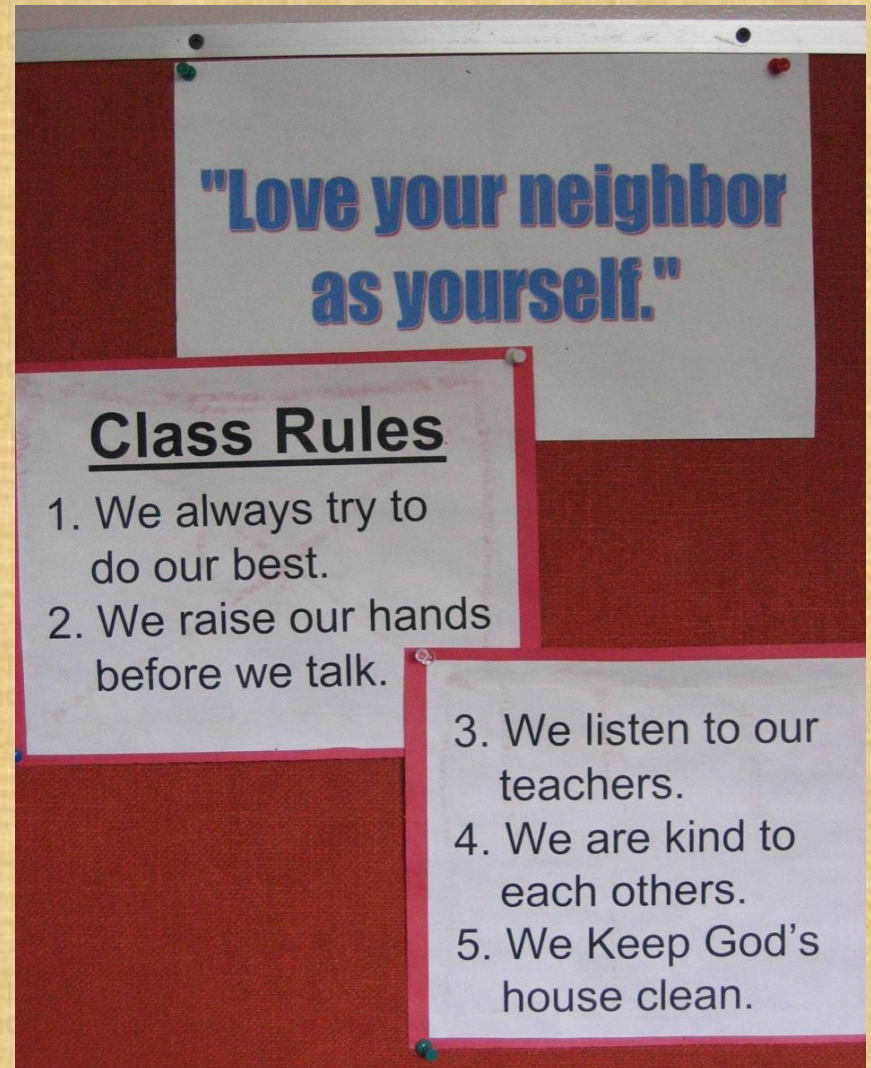 "Love your neighbor
as yourself."
Class Rules
1. We always try to
do our best.
2. We raise our hands
before we talk.
3. We listen to our
teachers.
4. We are kind to
each others.
5. We Keep God's
house clean.